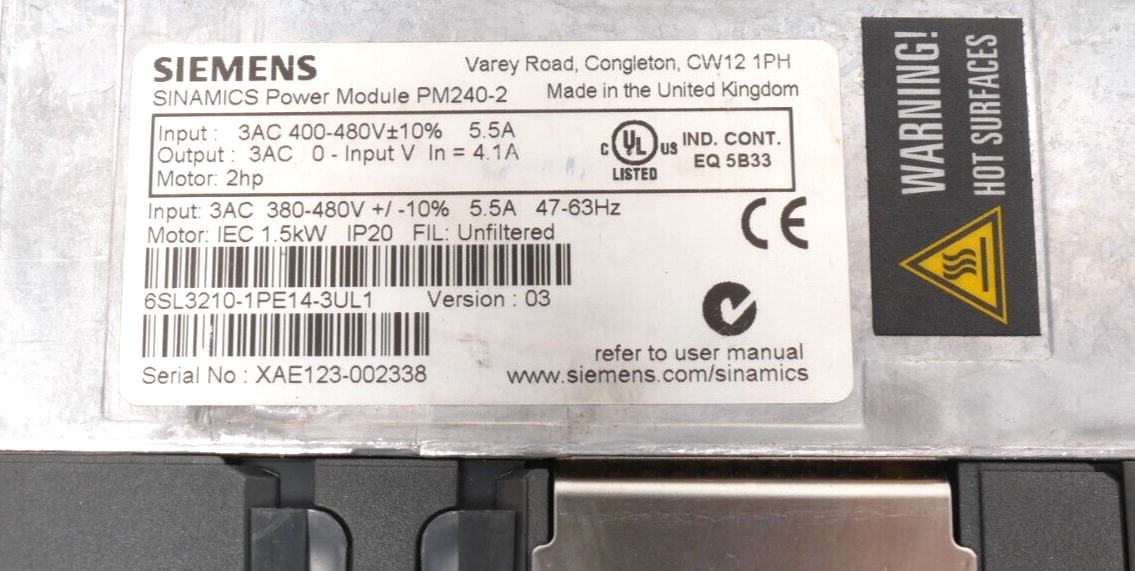 SIEMENS
Varey Road, Congleton, CW12 1PH
SINAMICS Power Module PM240-2
Made in the United Kingdom
Input : 3AC 400-480V±10% 5.5A
Output : 3AC 0 - Input V In = 4.1A
Motor: 2hp
C UL US
LISTED
IND. CONT.
EQ 5B33
Input: 3AC 380-480V +/ -10% 5.5A 47-63Hz
Motor: IEC 1.5kW IP20 FIL: Unfiltered
CE
6SL3210-1PE14-3UL1 Version : 03
Serial No : XAE123-002338
refer to user manual
www.siemens.com/sinamics
WARNING!
HOT SURFACES